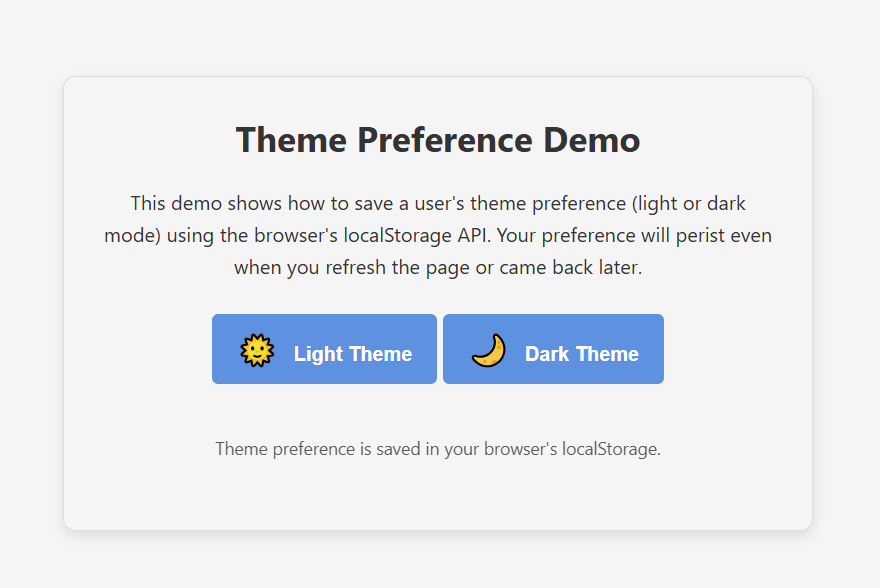 Theme Preference Demo
This demo shows how to save a user's theme preference (light or dark
mode) using the browser's localStorage API. Your preference will perist even
when you refresh the page or came back later.
Light Theme
Dark Theme
Theme preference is saved in your browser's localStorage.